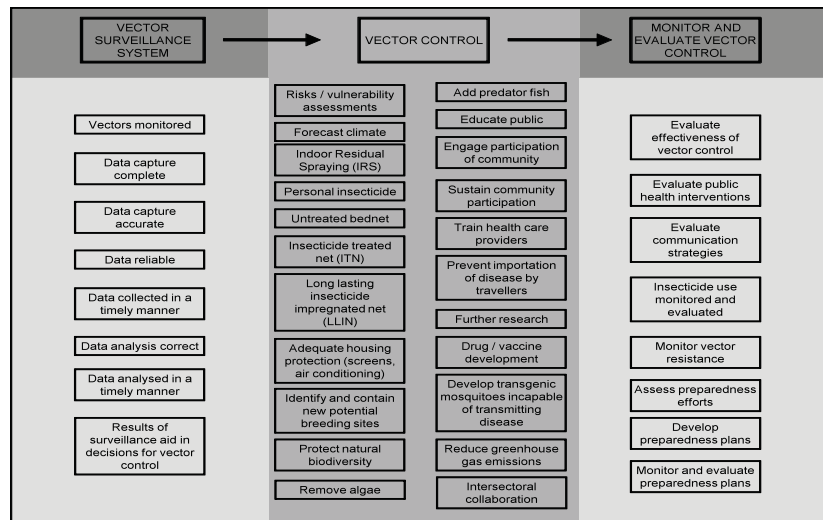 VECTOR
SURVEILLANCE
SYSTEM
VECTOR CONTROL
MONITOR AND
EVALUATE VECTOR
CONTROL
Vectors monitored
Data capture
complete
Data capture
accurate
Data reliable
Data collected in a
timely manner
Data analysis correct
Data analysed in a
timely manner
Results of
surveillance aid in
decisions for vector
control
Risks / vulnerability
assessments
Forecast climate
Indoor Residual
Spraying (IRS)
Personal insecticide
Untreated bednet
Insecticide treated
net (ITN)
Long lasting
insecticide
impregnated net
(LLIN)
Adequate housing
protection (screens,
air conditioning)
Identify and contain
new potential
breeding sites
Protect natural
biodiversity
Remove algae
Add predator fish
Educate public
Engage participation
of community
Sustain community
participation
Train health care
providers
Prevent importation
of disease by
travellers
Further research
Drug / vaccine
development
Develop transgenic
mosquitoes incapable
of transmitting
disease
Reduce greenhouse
gas emissions
Intersectoral
collaboration
Evaluate
effectiveness of
vector control
Evaluate public
health interventions
Evaluate
communication
strategies
Insecticide use
monitored and
evaluated
Monitor vector
resistance
Assess preparedness
efforts
Develop
preparedness plans
Monitor and evaluate
preparedness plans